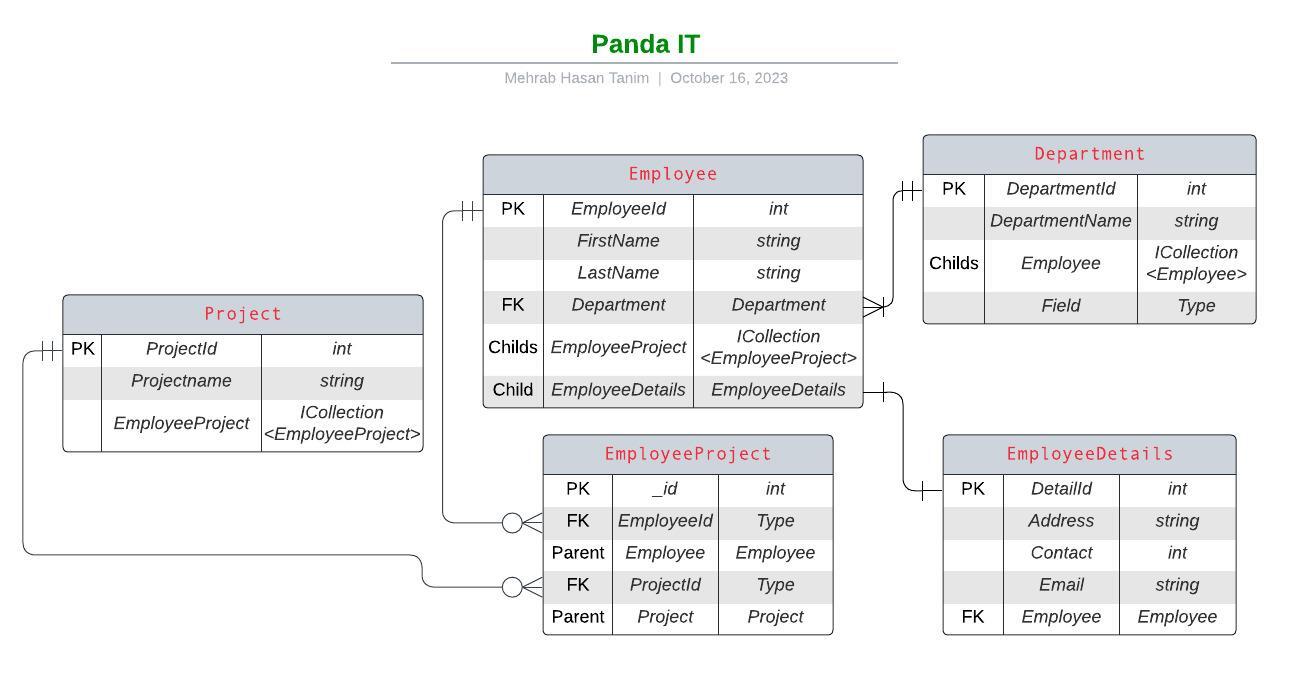 Panda IT
Mehrab Hasan Tanim | October 16, 2023
Employee
PK EmployeeId int
FirstName string
LastName string
FK Department Department
Childs EmployeeProject ICollection
<EmployeeProject>
Child EmployeeDetails EmployeeDetails
Department
PK DepartmentId int
DepartmentName string
Childs Employee ICollection
<Employee>
Field Type
Project
PK ProjectId int
Projectname string
EmployeeProject ICollection
<EmployeeProject>
EmployeeProject
PK _id int
FK EmployeeId Type
Parent Employee Employee
FK ProjectId Type
Parent Project Project
EmployeeDetails
PK DetailId int
Address string
Contact int
Email string
FK Employee Employee